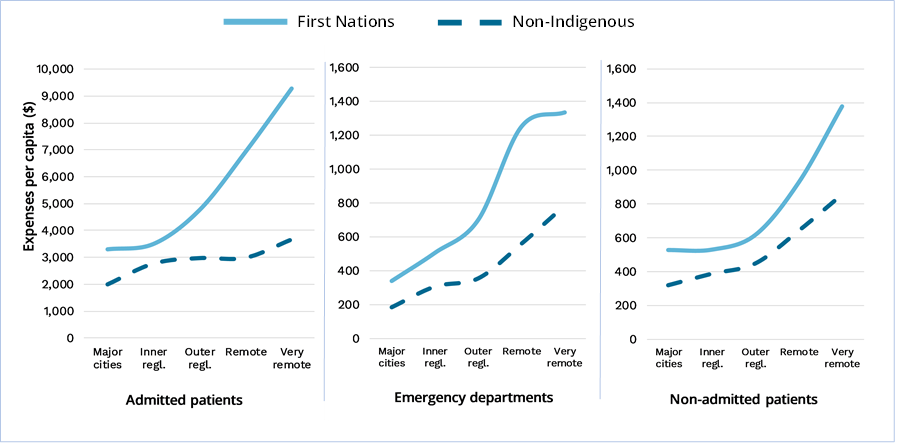 First Nations
Non-Indigenous
Expenses per capita ($)
10,000
9,000
8,000
7,000
6,000
5,000
4,000
3,000
2,000
1,000
0
Major cities
Inner regl.
Outer regl.
Remote
Very remote
Admitted patients
1,600
1,400
1,200
1,000
800
600
400
200
0
Major cities
Inner regl.
Outer regl.
Remote
Very remote
Emergency departments
1,600
1,400
1,200
1,000
800
600
400
200
0
Major cities
Inner regl.
Outer regl.
Remote
Very remote
Non-admitted patients